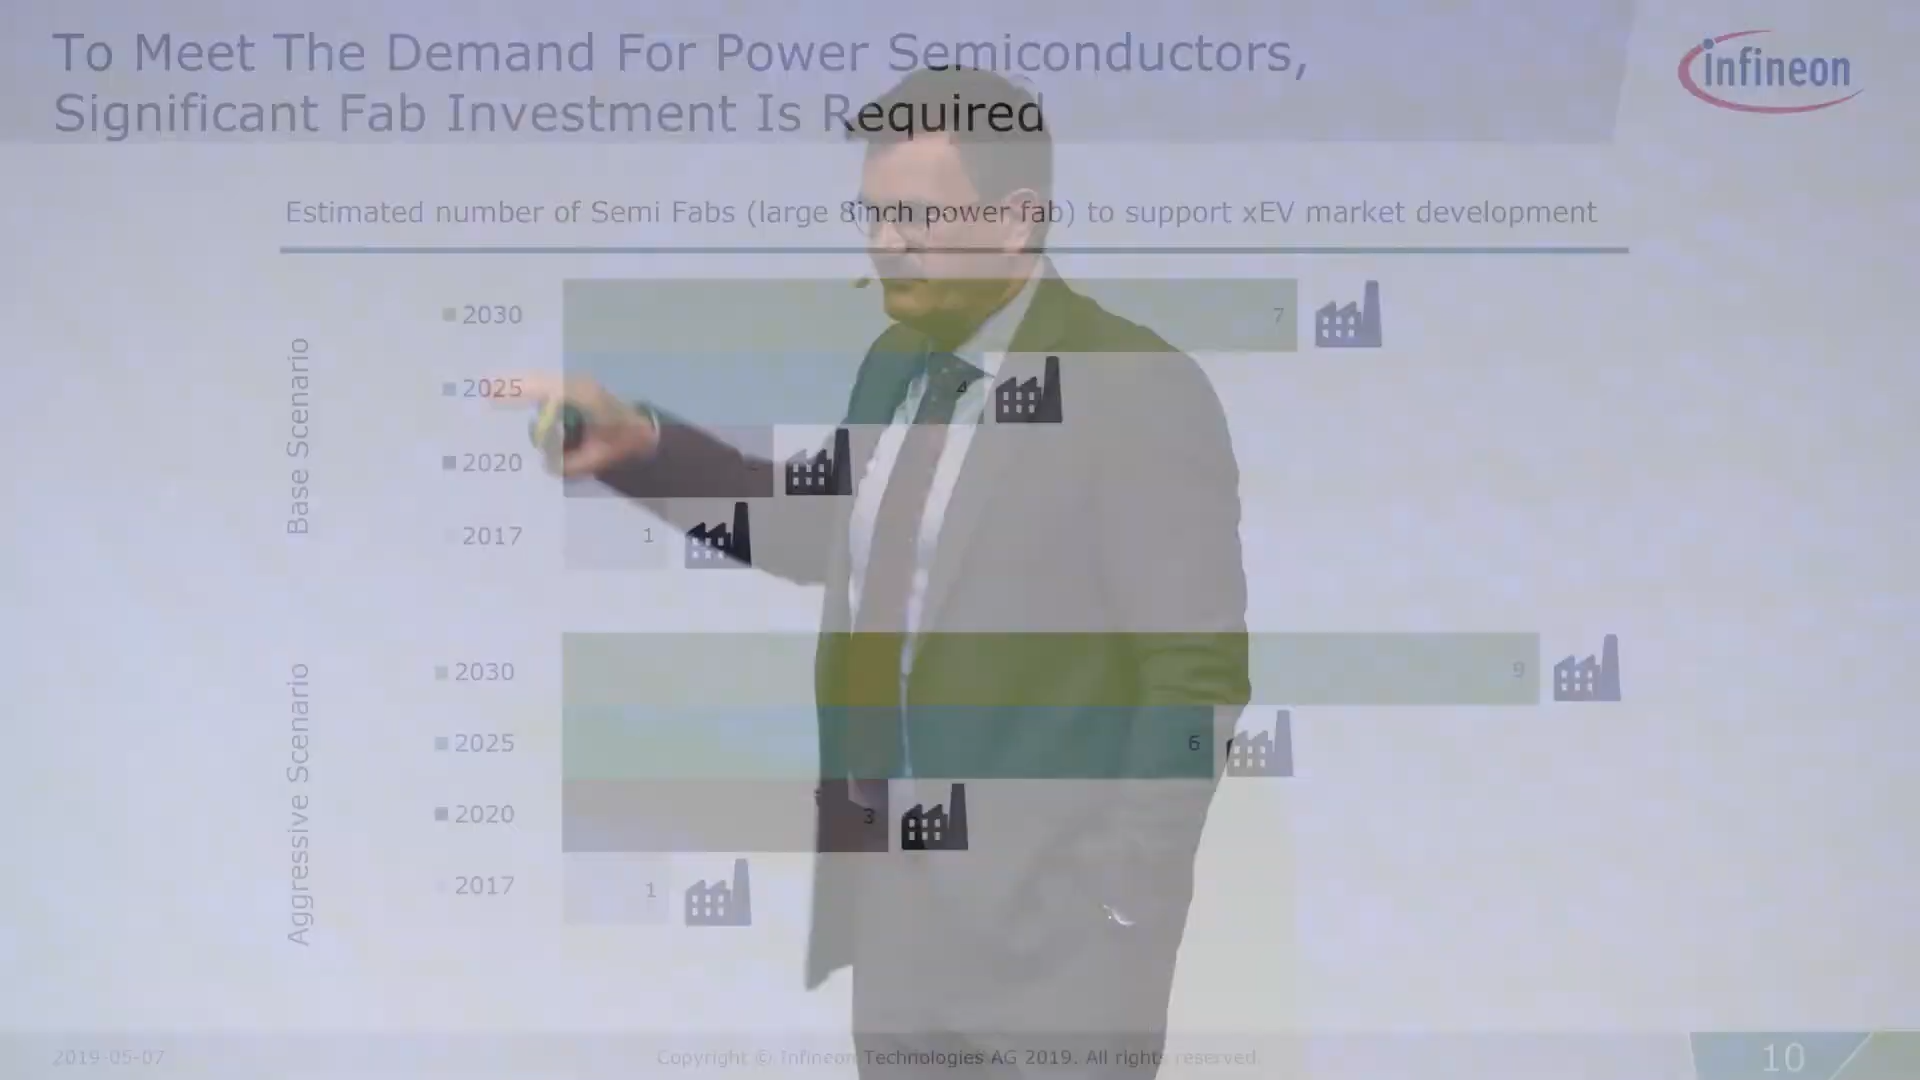 To Meet The Demand For Power Semiconductors,
Significant Fab Investment Is Required
infineon
Estimated number of Semi Fabs (large 8inch power fab) to support xEV market development
Base Scenario
2030
7
2025
4
2020
2017
1
Aggressive Scenario
2030
9
2025
6
2020
3
2017
1
2019-05-07
Copyright © Infineon Technologies AG 2019. All rights reserved.
10